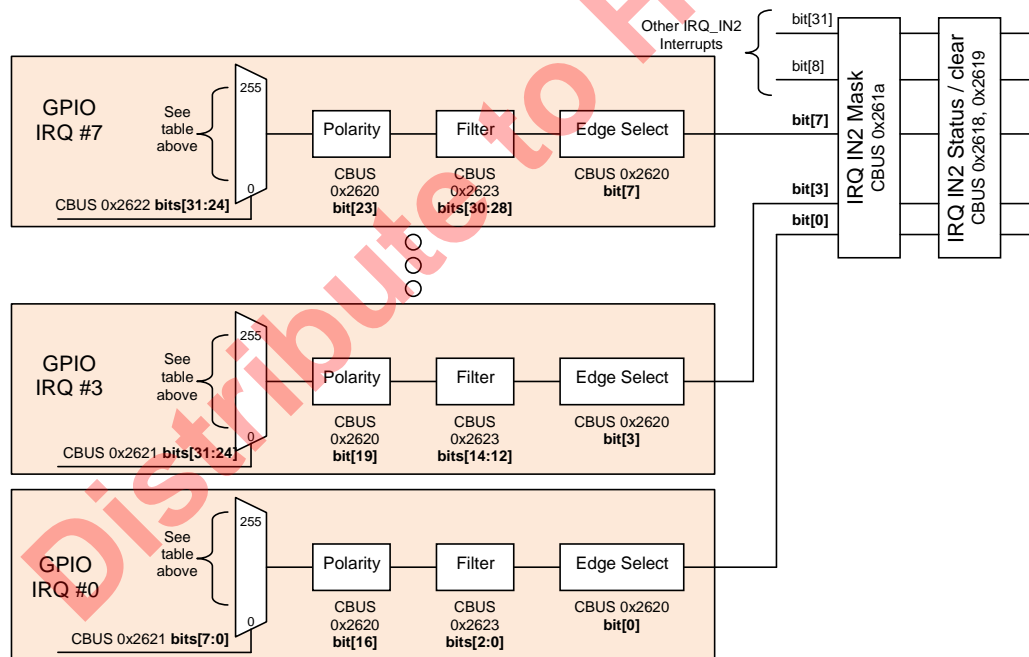 Other IRQ_IN2
Interrupts
bit[31]
bit[8]
bit[7]
bit[3]
bit[0]
IRQ IN2 Mask
CBUS 0x261a
IRQ IN2 Status / clear
CBUS 0x2618, 0x2619
GPIO
IRQ #7
See
table
above
255
0
CBUS 0x2622 bits[31:24]
Polarity
CBUS
0x2620
bit[23]
Filter
CBUS
0x2623
bits[30:28]
Edge Select
CBUS 0x2620
bit[7]
GPIO
IRQ #3
See
table
above
255
0
CBUS 0x2621 bits[31:24]
Polarity
CBUS
0x2620
bit[19]
Filter
CBUS
0x2623
bits[14:12]
Edge Select
CBUS 0x2620
bit[3]
GPIO
IRQ #0
See
table
above
255
0
CBUS 0x2621 bits[7:0]
Polarity
CBUS
0x2620
bit[16]
Filter
CBUS
0x2623
bits[2:0]
Edge Select
CBUS 0x2620
bit[0]
Distribute to